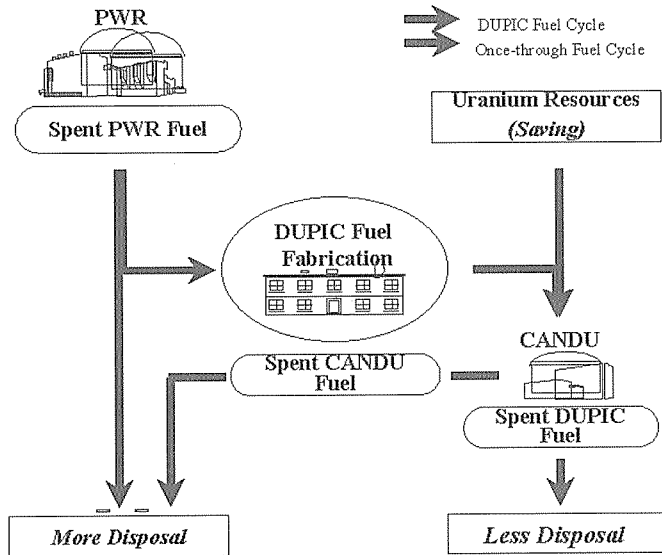 PWR
DUPIC Fuel Cycle
Once-through Fuel Cycle
Spent PWR Fuel
Uranium Resources
(Saving)
DUPIC Fuel
Fabrication
CANDU
Spent CANDU
Fuel
Spent DUPIC
Fuel
More Disposal
Less Disposal